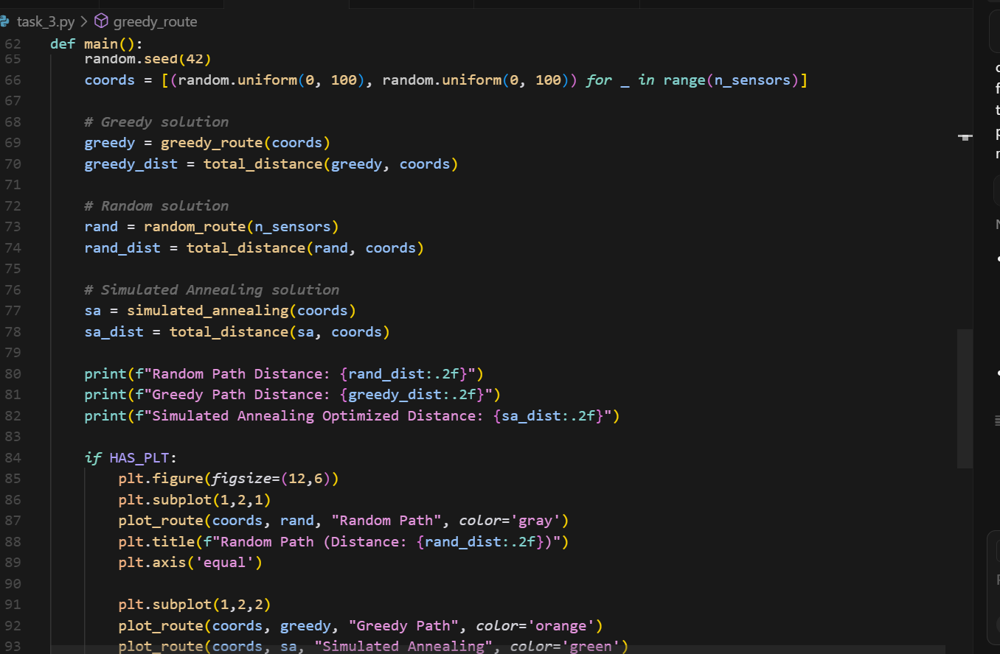 task_3.py > greedy_route
62 def main():
65 random.seed(42)
66 coords = [(random.uniform(0, 100), random.uniform(0, 100)) for _ in range(n_sensors)]
67
68 # Greedy solution
69 greedy = greedy_route(coords)
70 greedy_dist = total_distance(greedy, coords)
71
72 # Random solution
73 rand = random_route(n_sensors)
74 rand_dist = total_distance(rand, coords)
75
76 # Simulated Annealing solution
77 sa = simulated_annealing(coords)
78 sa_dist = total_distance(sa, coords)
79
80 print(f"Random Path Distance: {rand_dist:.2f}")
81 print(f"Greedy Path Distance: {greedy_dist:.2f}")
82 print(f"Simulated Annealing Optimized Distance: {sa_dist:.2f}")
83
84 if HAS_PLT:
85 plt.figure(figsize=(12,6))
86 plt.subplot(1,2,1)
87 plot_route(coords, rand, "Random Path", color='gray')
88 plt.title(f"Random Path (Distance: {rand_dist:.2f})")
89 plt.axis('equal')
90
91 plt.subplot(1,2,2)
92 plot_route(coords, greedy, "Greedy Path", color='orange')
93 plot_route(coords, sa, "Simulated Annealing", color='green')